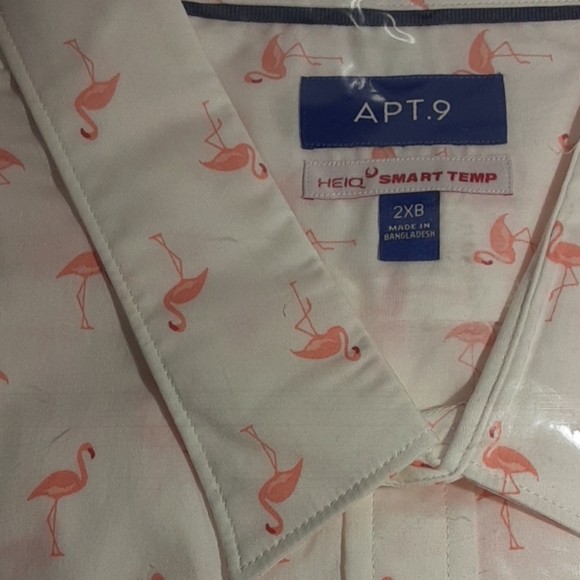 APT.9
HEIQ SMART TEMP
2XB
MADE IN
BANGLADESH